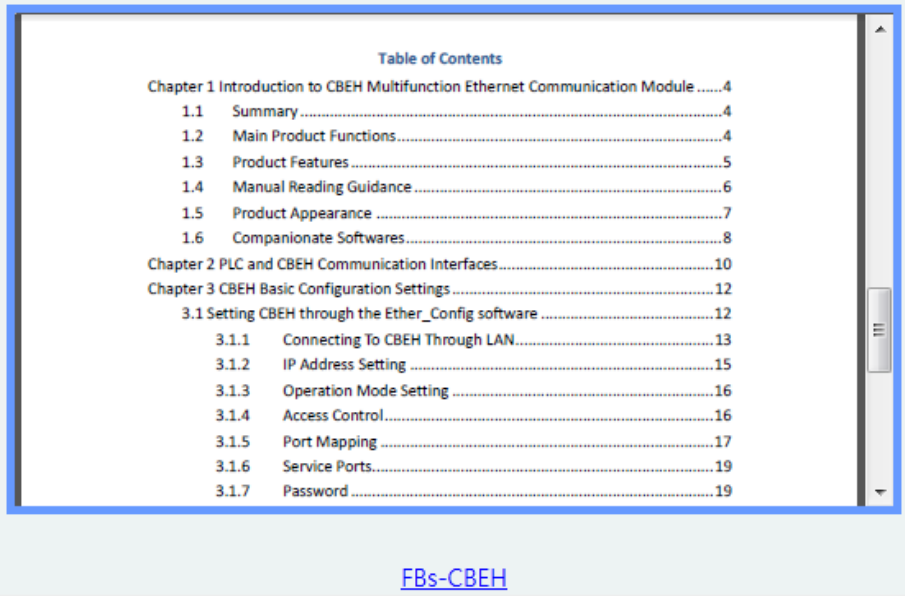 Table of Contents
Chapter 1 Introduction to CBEH Multifunction Ethernet Communication Module ......4
1.1 Summary ........................................................................................................4
1.2 Main Product Functions................................................................................4
1.3 Product Features..........................................................................................5
1.4 Manual Reading Guidance ............................................................................6
1.5 Product Appearance .....................................................................................7
1.6 Companionate Softwares..............................................................................8
Chapter 2 PLC and CBEH Communication Interfaces.....................................................10
Chapter 3 CBEH Basic Configuration Settings................................................................12
3.1 Setting CBEH through the Ether_Config software ...........................................12
3.1.1 Connecting To CBEH Through LAN..................................................13
3.1.2 IP Address Setting ............................................................................15
3.1.3 Operation Mode Setting ..................................................................16
3.1.4 Access Control..................................................................................16
3.1.5 Port Mapping ...................................................................................17
3.1.6 Service Ports.....................................................................................19
3.1.7 Password ..........................................................................................19
FBs-CBEH